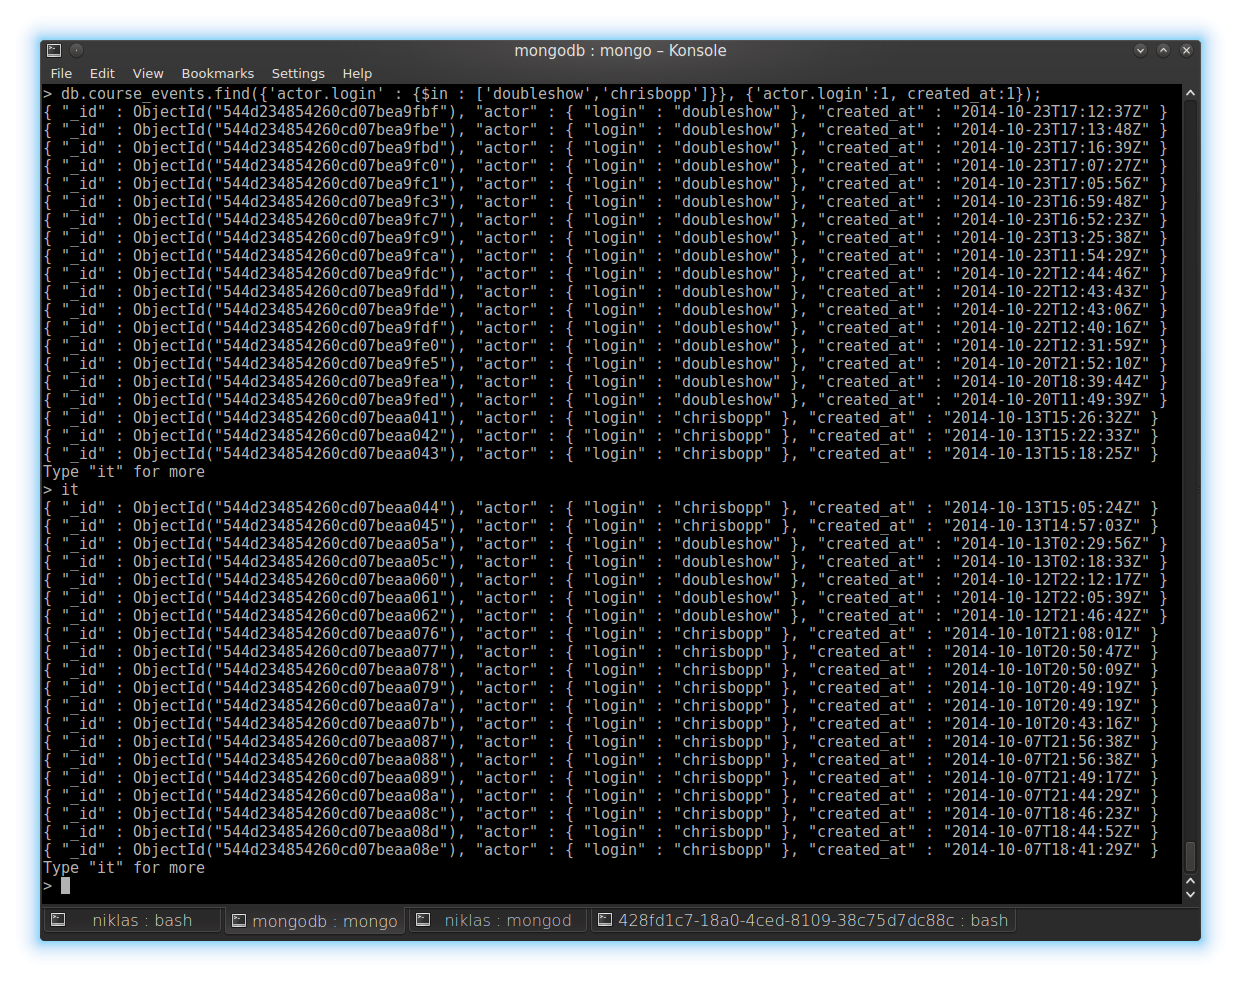 mongodb : mongo – Konsole
File Edit View Bookmarks Settings Help
> db.course_events.find({'actor.login' : {$in : ['doubleshow','chrisbopp']}}, {'actor.login':1, created_at:1});
{ "_id" : ObjectId("544d234854260cd07bea9fbf"), "actor" : { "login" : "doubleshow" }, "created_at" : "2014-10-23T17:12:37Z" }
{ "_id" : ObjectId("544d234854260cd07bea9fbe"), "actor" : { "login" : "doubleshow" }, "created_at" : "2014-10-23T17:13:48Z" }
{ "_id" : ObjectId("544d234854260cd07bea9fbd"), "actor" : { "login" : "doubleshow" }, "created_at" : "2014-10-23T17:16:39Z" }
{ "_id" : ObjectId("544d234854260cd07bea9fc0"), "actor" : { "login" : "doubleshow" }, "created_at" : "2014-10-23T17:07:27Z" }
{ "_id" : ObjectId("544d234854260cd07bea9fc1"), "actor" : { "login" : "doubleshow" }, "created_at" : "2014-10-23T17:05:56Z" }
{ "_id" : ObjectId("544d234854260cd07bea9fc3"), "actor" : { "login" : "doubleshow" }, "created_at" : "2014-10-23T16:59:48Z" }
{ "_id" : ObjectId("544d234854260cd07bea9fc7"), "actor" : { "login" : "doubleshow" }, "created_at" : "2014-10-23T16:52:23Z" }
{ "_id" : ObjectId("544d234854260cd07bea9fc9"), "actor" : { "login" : "doubleshow" }, "created_at" : "2014-10-23T13:25:38Z" }
{ "_id" : ObjectId("544d234854260cd07bea9fca"), "actor" : { "login" : "doubleshow" }, "created_at" : "2014-10-23T11:54:29Z" }
{ "_id" : ObjectId("544d234854260cd07bea9fdc"), "actor" : { "login" : "doubleshow" }, "created_at" : "2014-10-22T12:44:46Z" }
{ "_id" : ObjectId("544d234854260cd07bea9fdd"), "actor" : { "login" : "doubleshow" }, "created_at" : "2014-10-22T12:43:43Z" }
{ "_id" : ObjectId("544d234854260cd07bea9fde"), "actor" : { "login" : "doubleshow" }, "created_at" : "2014-10-22T12:43:06Z" }
{ "_id" : ObjectId("544d234854260cd07bea9fdf"), "actor" : { "login" : "doubleshow" }, "created_at" : "2014-10-22T12:40:16Z" }
{ "_id" : ObjectId("544d234854260cd07bea9fe0"), "actor" : { "login" : "doubleshow" }, "created_at" : "2014-10-22T12:31:59Z" }
{ "_id" : ObjectId("544d234854260cd07bea9fe5"), "actor" : { "login" : "doubleshow" }, "created_at" : "2014-10-20T21:52:10Z" }
{ "_id" : ObjectId("544d234854260cd07bea9fea"), "actor" : { "login" : "doubleshow" }, "created_at" : "2014-10-20T18:39:44Z" }
{ "_id" : ObjectId("544d234854260cd07bea9fed"), "actor" : { "login" : "doubleshow" }, "created_at" : "2014-10-20T11:49:39Z" }
{ "_id" : ObjectId("544d234854260cd07beaa041"), "actor" : { "login" : "chrisbopp" }, "created_at" : "2014-10-13T15:26:32Z" }
{ "_id" : ObjectId("544d234854260cd07beaa042"), "actor" : { "login" : "chrisbopp" }, "created_at" : "2014-10-13T15:22:33Z" }
{ "_id" : ObjectId("544d234854260cd07beaa043"), "actor" : { "login" : "chrisbopp" }, "created_at" : "2014-10-13T15:18:25Z" }
Type "it" for more
> it
{ "_id" : ObjectId("544d234854260cd07beaa044"), "actor" : { "login" : "chrisbopp" }, "created_at" : "2014-10-13T15:05:24Z" }
{ "_id" : ObjectId("544d234854260cd07beaa045"), "actor" : { "login" : "chrisbopp" }, "created_at" : "2014-10-13T14:57:03Z" }
{ "_id" : ObjectId("544d234854260cd07beaa05a"), "actor" : { "login" : "doubleshow" }, "created_at" : "2014-10-13T02:29:56Z" }
{ "_id" : ObjectId("544d234854260cd07beaa05c"), "actor" : { "login" : "doubleshow" }, "created_at" : "2014-10-13T02:18:33Z" }
{ "_id" : ObjectId("544d234854260cd07beaa060"), "actor" : { "login" : "doubleshow" }, "created_at" : "2014-10-12T22:12:17Z" }
{ "_id" : ObjectId("544d234854260cd07beaa061"), "actor" : { "login" : "doubleshow" }, "created_at" : "2014-10-12T22:05:39Z" }
{ "_id" : ObjectId("544d234854260cd07beaa062"), "actor" : { "login" : "doubleshow" }, "created_at" : "2014-10-12T21:46:42Z" }
{ "_id" : ObjectId("544d234854260cd07beaa076"), "actor" : { "login" : "chrisbopp" }, "created_at" : "2014-10-10T21:08:01Z" }
{ "_id" : ObjectId("544d234854260cd07beaa077"), "actor" : { "login" : "chrisbopp" }, "created_at" : "2014-10-10T20:50:47Z" }
{ "_id" : ObjectId("544d234854260cd07beaa078"), "actor" : { "login" : "chrisbopp" }, "created_at" : "2014-10-10T20:50:09Z" }
{ "_id" : ObjectId("544d234854260cd07beaa079"), "actor" : { "login" : "chrisbopp" }, "created_at" : "2014-10-10T20:49:19Z" }
{ "_id" : ObjectId("544d234854260cd07beaa07a"), "actor" : { "login" : "chrisbopp" }, "created_at" : "2014-10-10T20:49:19Z" }
{ "_id" : ObjectId("544d234854260cd07beaa07b"), "actor" : { "login" : "chrisbopp" }, "created_at" : "2014-10-10T20:43:16Z" }
{ "_id" : ObjectId("544d234854260cd07beaa087"), "actor" : { "login" : "chrisbopp" }, "created_at" : "2014-10-07T21:56:38Z" }
{ "_id" : ObjectId("544d234854260cd07beaa088"), "actor" : { "login" : "chrisbopp" }, "created_at" : "2014-10-07T21:56:38Z" }
{ "_id" : ObjectId("544d234854260cd07beaa089"), "actor" : { "login" : "chrisbopp" }, "created_at" : "2014-10-07T21:49:17Z" }
{ "_id" : ObjectId("544d234854260cd07beaa08a"), "actor" : { "login" : "chrisbopp" }, "created_at" : "2014-10-07T21:44:29Z" }
{ "_id" : ObjectId("544d234854260cd07beaa08c"), "actor" : { "login" : "chrisbopp" }, "created_at" : "2014-10-07T18:46:23Z" }
{ "_id" : ObjectId("544d234854260cd07beaa08d"), "actor" : { "login" : "chrisbopp" }, "created_at" : "2014-10-07T18:44:52Z" }
{ "_id" : ObjectId("544d234854260cd07beaa08e"), "actor" : { "login" : "chrisbopp" }, "created_at" : "2014-10-07T18:41:29Z" }
Type "it" for more
>
niklas : bash mongodb : mongo niklas : mongod 428fd1c7-18a0-4ced-8109-38c75d7dc88c : bash